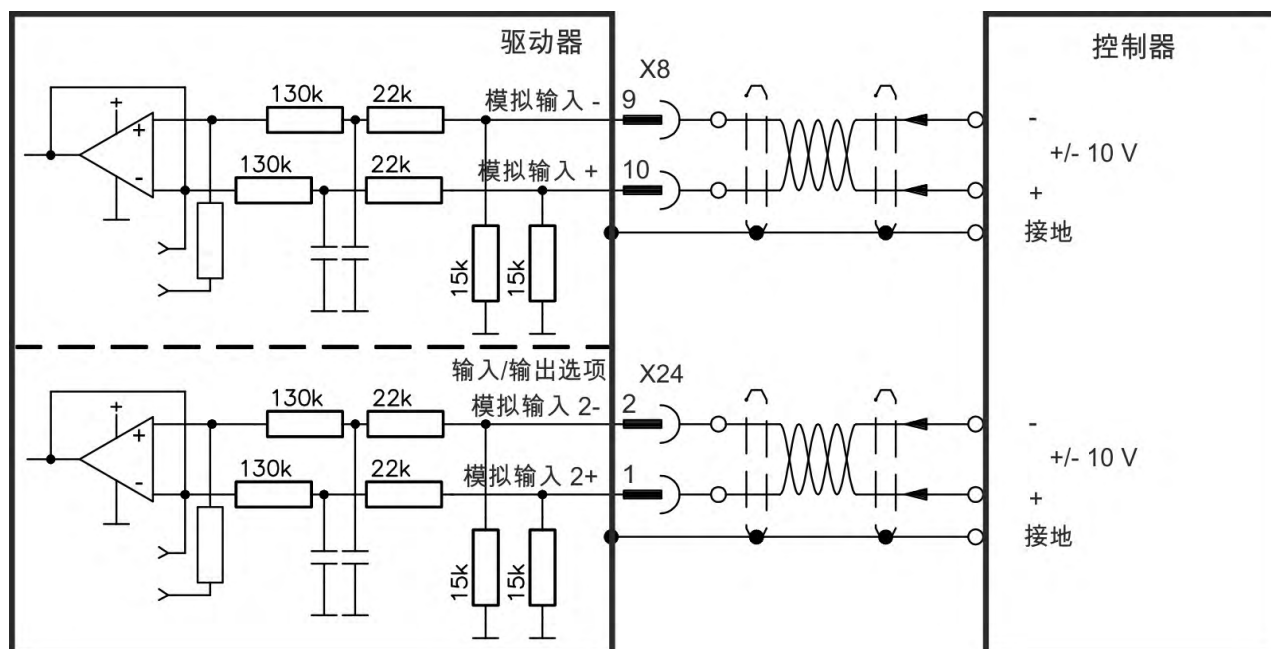 驱动器
控制器
X8
130k
22k
模拟输入 -
9
-
+/- 10 V
130k
22k
模拟输入 +
10
+
接地
15k
15k
+
+
-
输入/输出选项
X24
130k
22k
模拟输入 2-
2
-
+/- 10 V
130k
22k
模拟输入 2+
1
+
接地
15k
15k
+
+
-